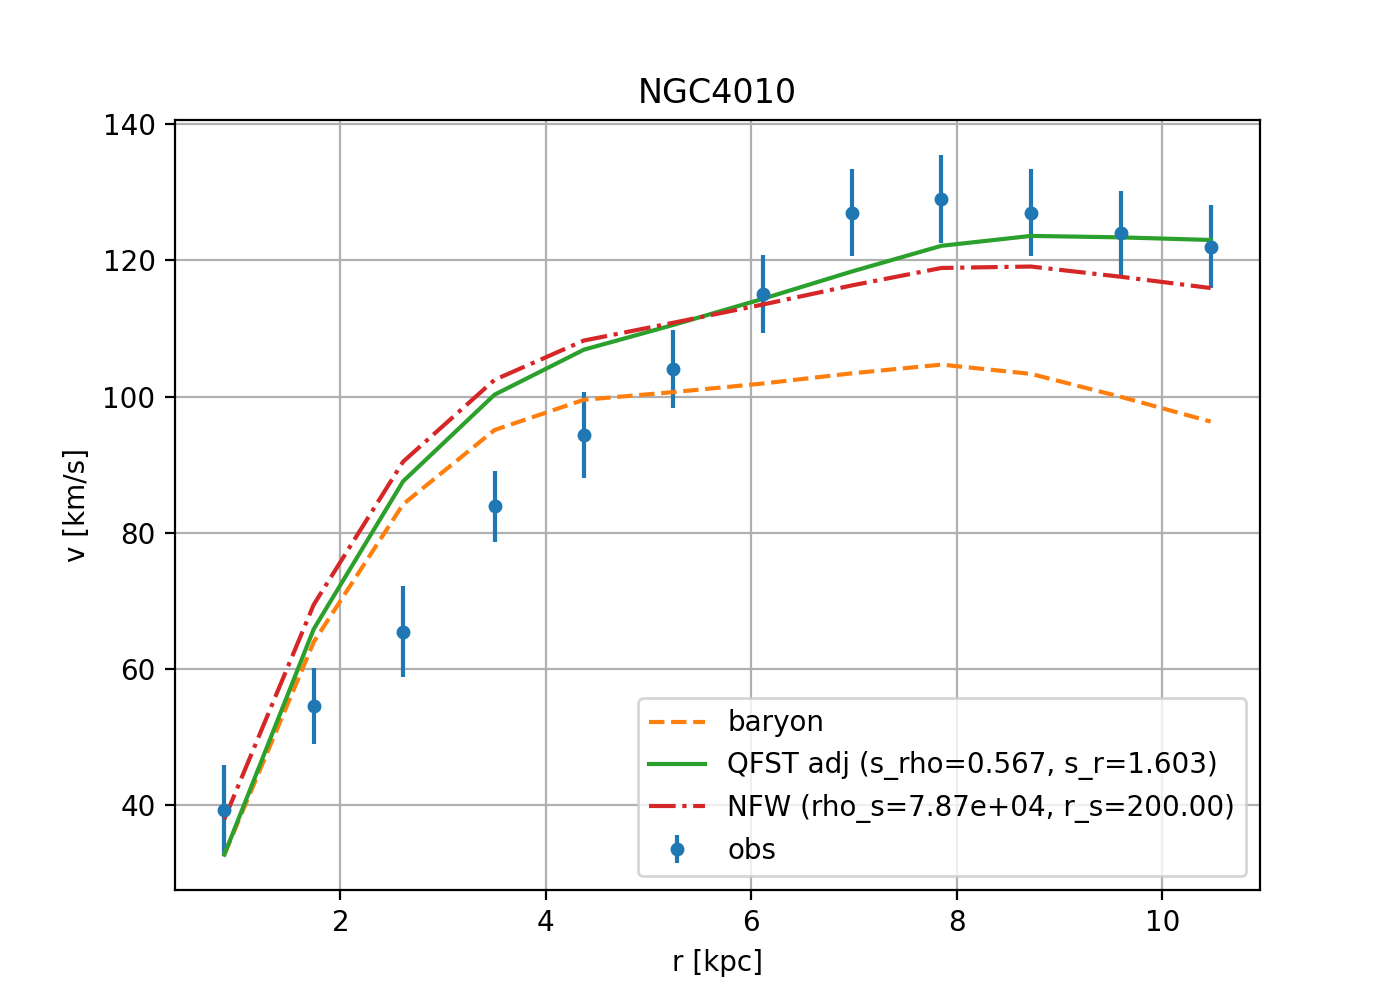 NGC4010
140
120
100
80
60
40
v [km/s]
baryon
QFST adj (s_rho=0.567, s_r=1.603)
NFW (rho_s=7.87e+04, r_s=200.00)
obs
2 4 6 8 10
r [kpc]